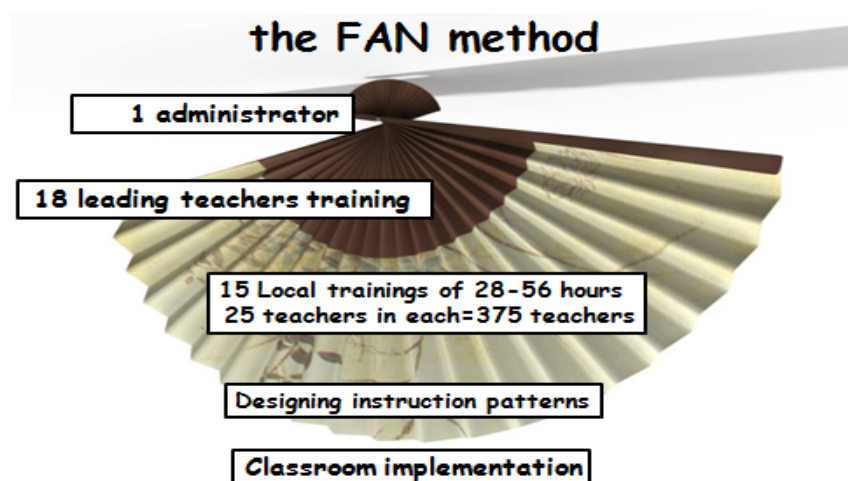 the FAN method
1 administrator
18 leading teachers training
15 Local trainings of 28-56 hours
25 teachers in each=375 teachers
Designing instruction patterns
Classroom implementation